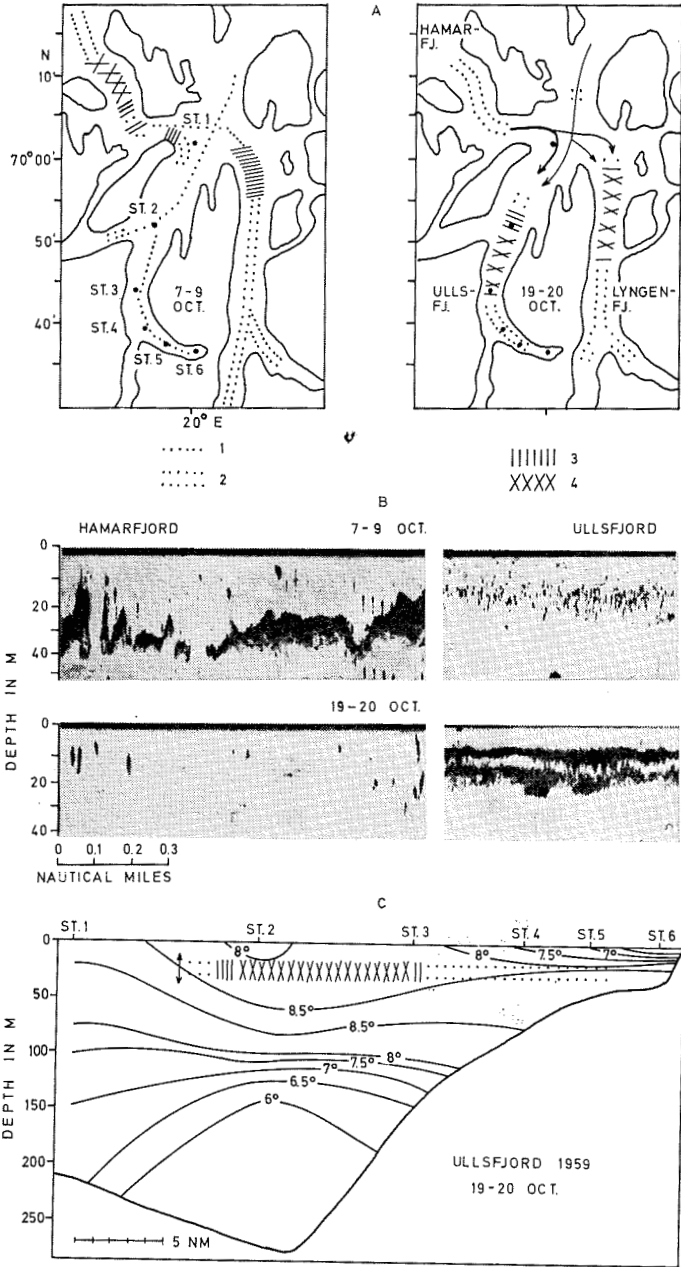 A
N
10'
70° 00'
50'
40'
ST. 1
ST. 2
ST. 3
ST. 4
ST. 5
ST. 6
7-9
OCT.
20° E
HAMAR-
FJ.
ULLS-
FJ.
19-20
OCT.
LYNGEN-
FJ.
1
2
3
4
B
HAMARFJORD 7-9 OCT. ULLSFJORD
0
20
40
19-20 OCT.
0
20
40
DEPTH IN M
0 0.1 0.2 0.3
NAUTICAL MILES
C
ST. 1 ST. 2 ST. 3 ST. 4 ST. 5 ST. 6
0
50
100
150
200
250
DEPTH IN M
8°
8° 7.5° 7°
8.5°
8.5°
8°
7.5°
7°
6.5°
6°
ULLSFJORD 1959
19-20 OCT.
5 NM